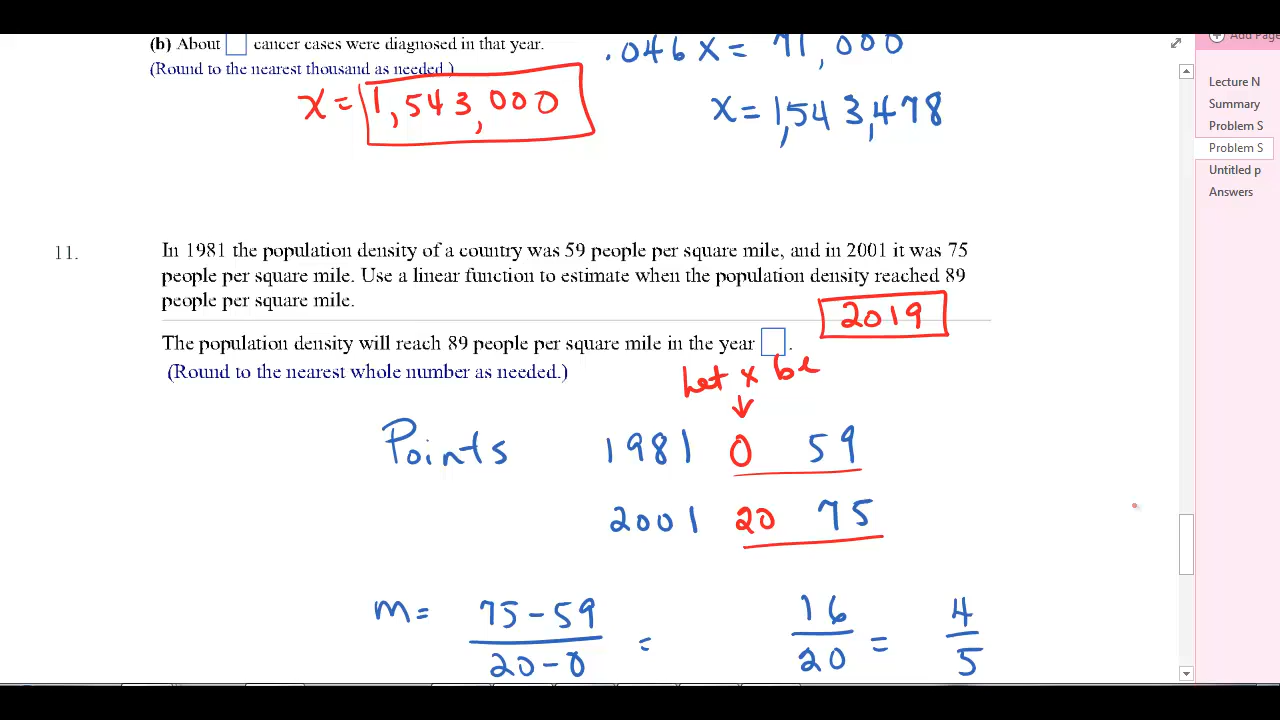 (b) About cancer cases were diagnosed in that year.
.046 x = 71,000
(Round to the nearest thousand as needed.)
x = 1,543,000
x = 1,543,478
11.
In 1981 the population density of a country was 59 people per square mile, and in 2001 it was 75
people per square mile. Use a linear function to estimate when the population density reached 89
people per square mile.
2019
The population density will reach 89 people per square mile in the year .
(Round to the nearest whole number as needed.)
Let x be
Points 1981 0 59
2001 20 75
m = 75 - 59 / 20 - 0 = 16 / 20 = 4 / 5
Add Page
Lecture N
Summary
Problem S
Problem S
Untitled p
Answers